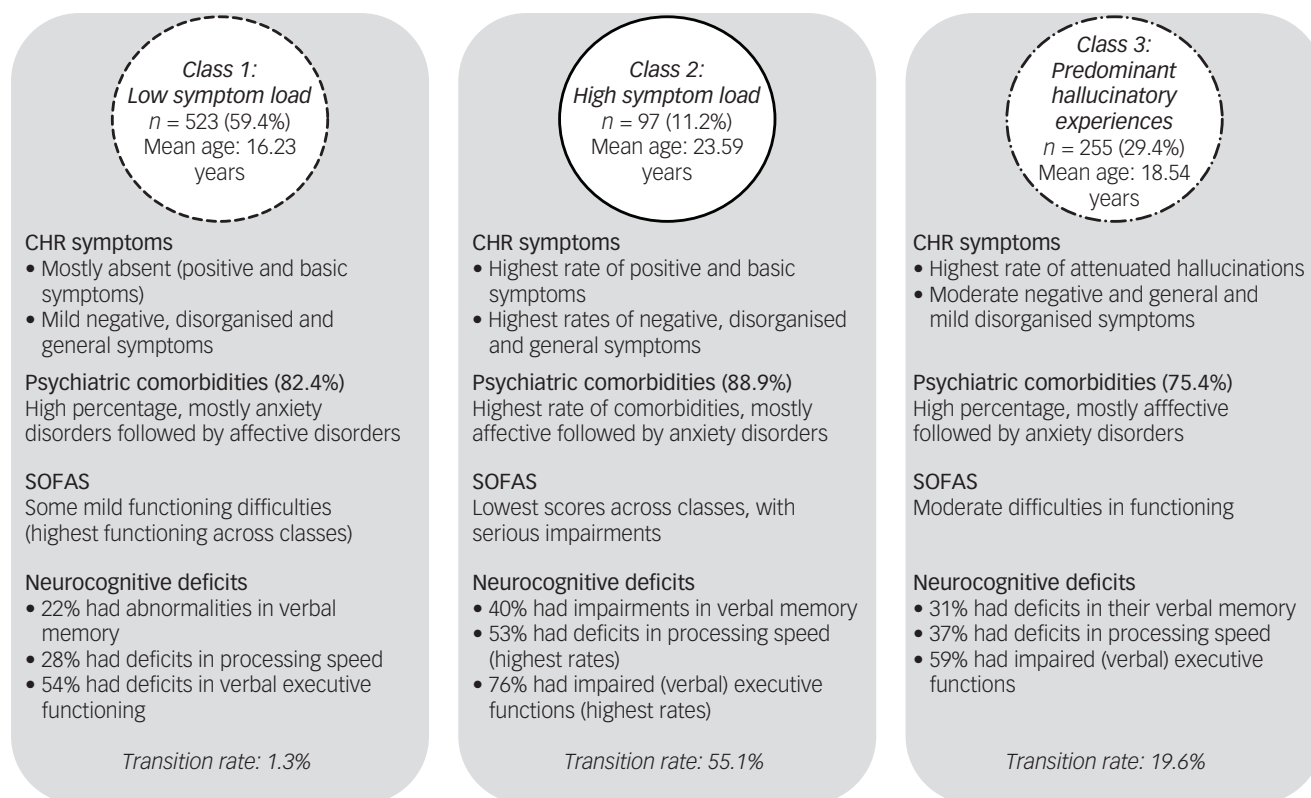 Class 1:
Low symptom load
n = 523 (59.4%)
Mean age: 16.23
years
CHR symptoms
• Mostly absent (positive and basic
symptoms)
• Mild negative, disorganised and
general symptoms
Psychiatric comorbidities (82.4%)
High percentage, mostly anxiety
disorders followed by affective disorders
SOFAS
Some mild functioning difficulties
(highest functioning across classes)
Neurocognitive deficits
• 22% had abnormalities in verbal
memory
• 28% had deficits in processing speed
• 54% had deficits in verbal executive
functioning
Transition rate: 1.3%
Class 2:
High symptom load
n = 97 (11.2%)
Mean age: 23.59
years
CHR symptoms
• Highest rate of positive and basic
symptoms
• Highest rates of negative, disorganised
and general symptoms
Psychiatric comorbidities (88.9%)
Highest rate of comorbidities, mostly
affective followed by anxiety disorders
SOFAS
Lowest scores across classes, with
serious impairments
Neurocognitive deficits
• 40% had impairments in verbal memory
• 53% had deficits in processing speed
(highest rates)
• 76% had impaired (verbal) executive
functions (highest rates)
Transition rate: 55.1%
Class 3:
Predominant
hallucinatory
experiences
n = 255 (29.4%)
Mean age: 18.54
years
CHR symptoms
• Highest rate of attenuated hallucinations
• Moderate negative and general and
mild disorganised symptoms
Psychiatric comorbidities (75.4%)
High percentage, mostly afffective
followed by anxiety disorders
SOFAS
Moderate difficulties in functioning
Neurocognitive deficits
• 31% had deficits in their verbal memory
• 37% had deficits in processing speed
• 59% had impaired (verbal) executive
functions
Transition rate: 19.6%